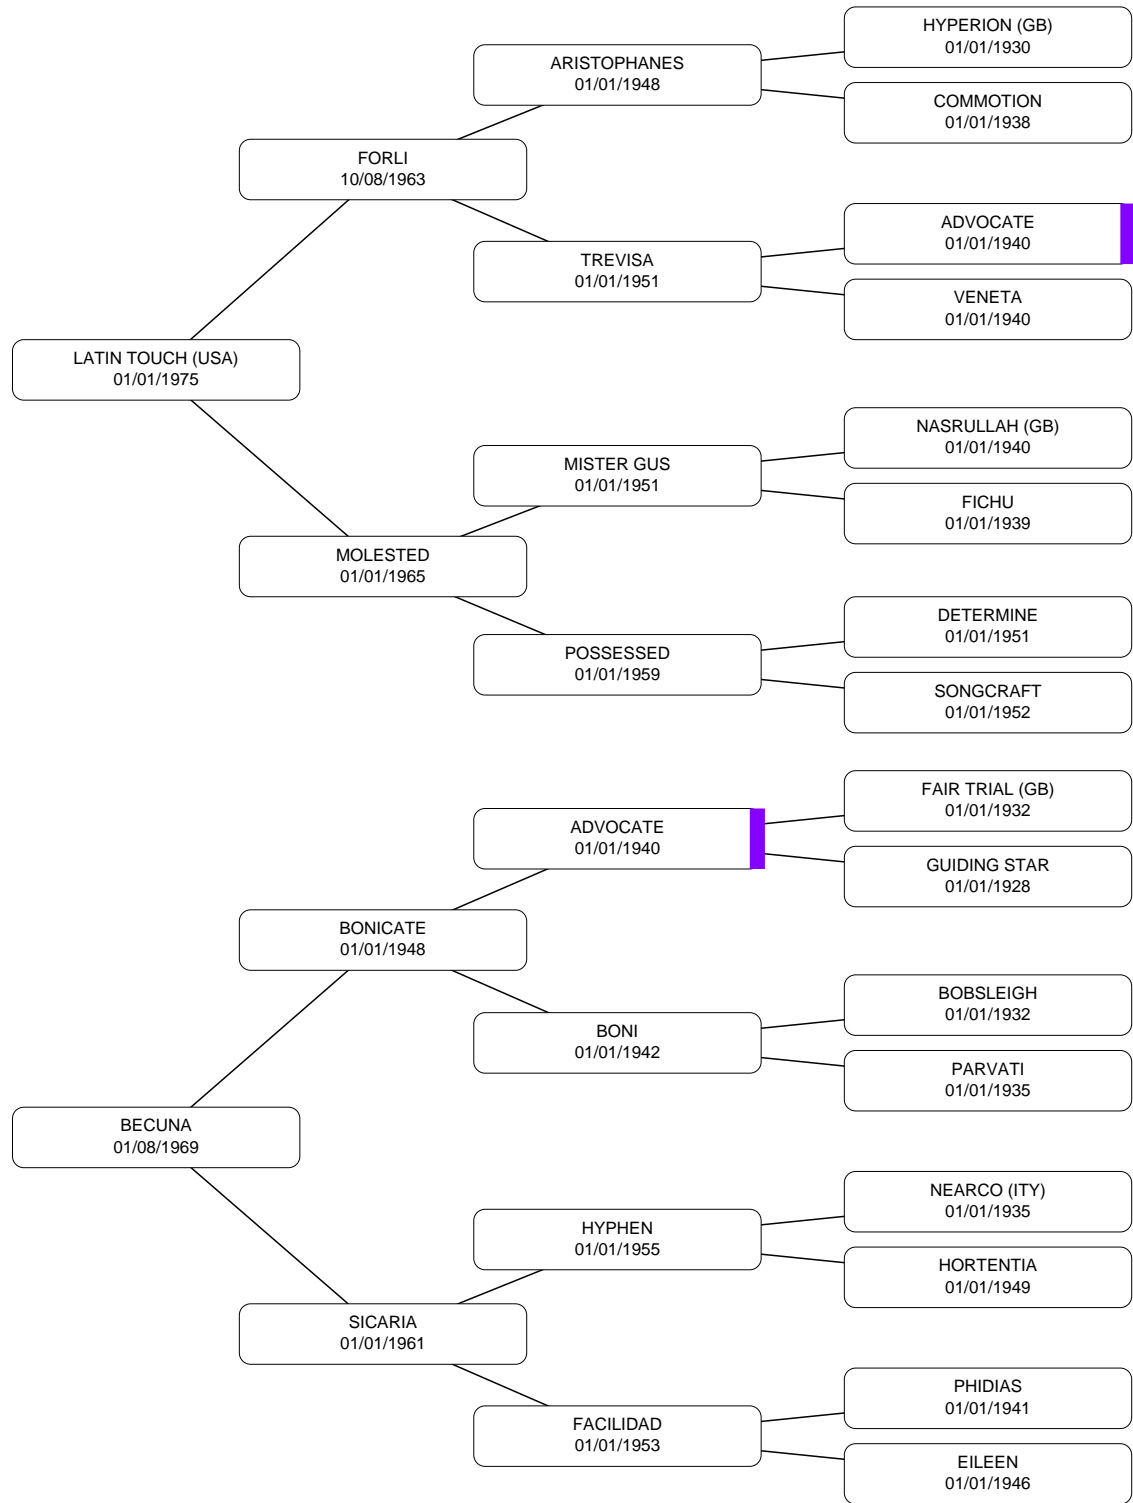 HYPERION (GB)
01/01/1930
ARISTOPHANES
01/01/1948
COMMOTION
01/01/1938
FORLI
10/08/1963
ADVOCATE
01/01/1940
TREVISA
01/01/1951
VENETA
01/01/1940
LATIN TOUCH (USA)
01/01/1975
NASRULLAH (GB)
01/01/1940
MISTER GUS
01/01/1951
FICHU
01/01/1939
MOLESTED
01/01/1965
DETERMINE
01/01/1951
POSSESSED
01/01/1959
SONGCRAFT
01/01/1952
FAIR TRIAL (GB)
01/01/1932
ADVOCATE
01/01/1940
GUIDING STAR
01/01/1928
BONICATE
01/01/1948
BOBSLEIGH
01/01/1932
BONI
01/01/1942
PARVATI
01/01/1935
BECUNA
01/08/1969
NEARCO (ITY)
01/01/1935
HYPHEN
01/01/1955
HORTENTIA
01/01/1949
SICARIA
01/01/1961
PHIDIAS
01/01/1941
FACILIDAD
01/01/1953
EILEEN
01/01/1946